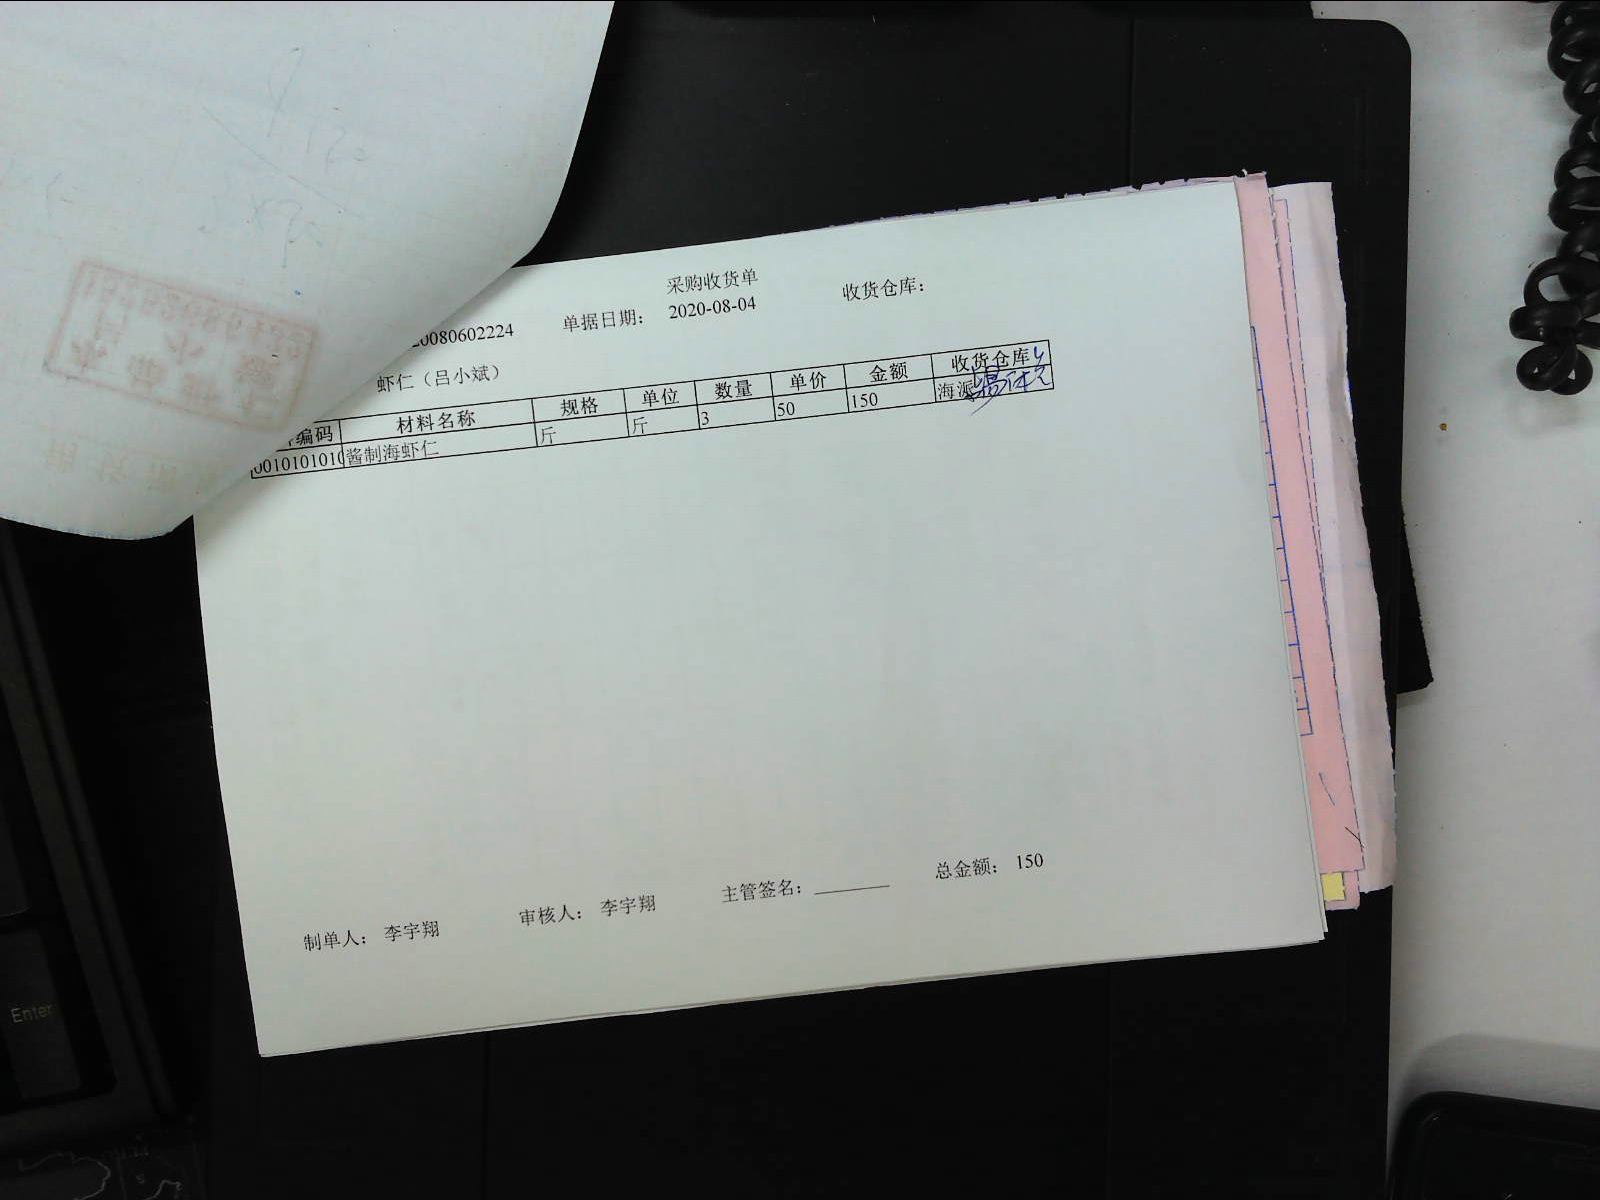 采购收货单
20080602224 单据日期： 2020-08-04 收货仓库：
虾仁（吕小斌）
编码 材料名称 规格 单位 数量 单价 金额 收货仓库
0010101010 酱制海虾仁 斤 斤 3 50 150 海派
制单人： 李宇翔 审核人： 李宇翔 主管签名： 总金额： 150
Enter